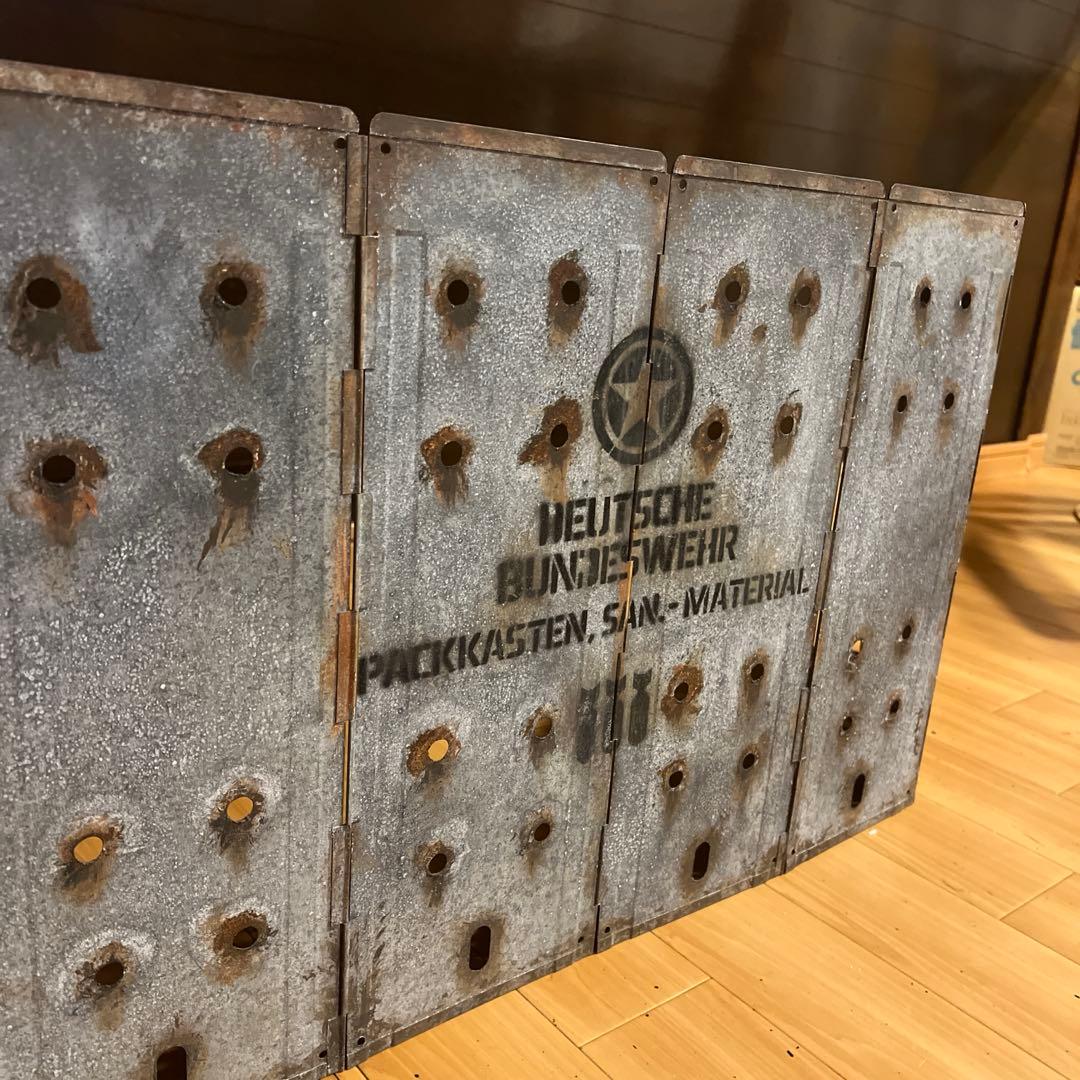 DEUTSCHE
BUNDESWEHR
PACKKASTEN, SAN.-MATERIAL